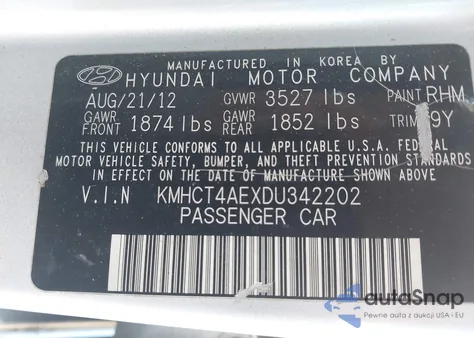 MANUFACTURED IN KOREA BY
HYUNDAI MOTOR COMPANY
AUG/21/12 GVWR 3527 lbs PAINT RHM
GAWR FRONT 1874 lbs GAWR REAR 1852 lbs TRIM 9Y
THIS VEHICLE CONFORMS TO ALL APPLICABLE U.S.A. FEDERAL
MOTOR VEHICLE SAFETY, BUMPER, AND THEFT PREVENTION STANDARDS
IN EFFECT ON THE DATE OF MANUFACTURE SHOWN ABOVE
V.I.N KMHCT4AEXDU342202
PASSENGER CAR
autoSnap
Pewne auta z USA i EU